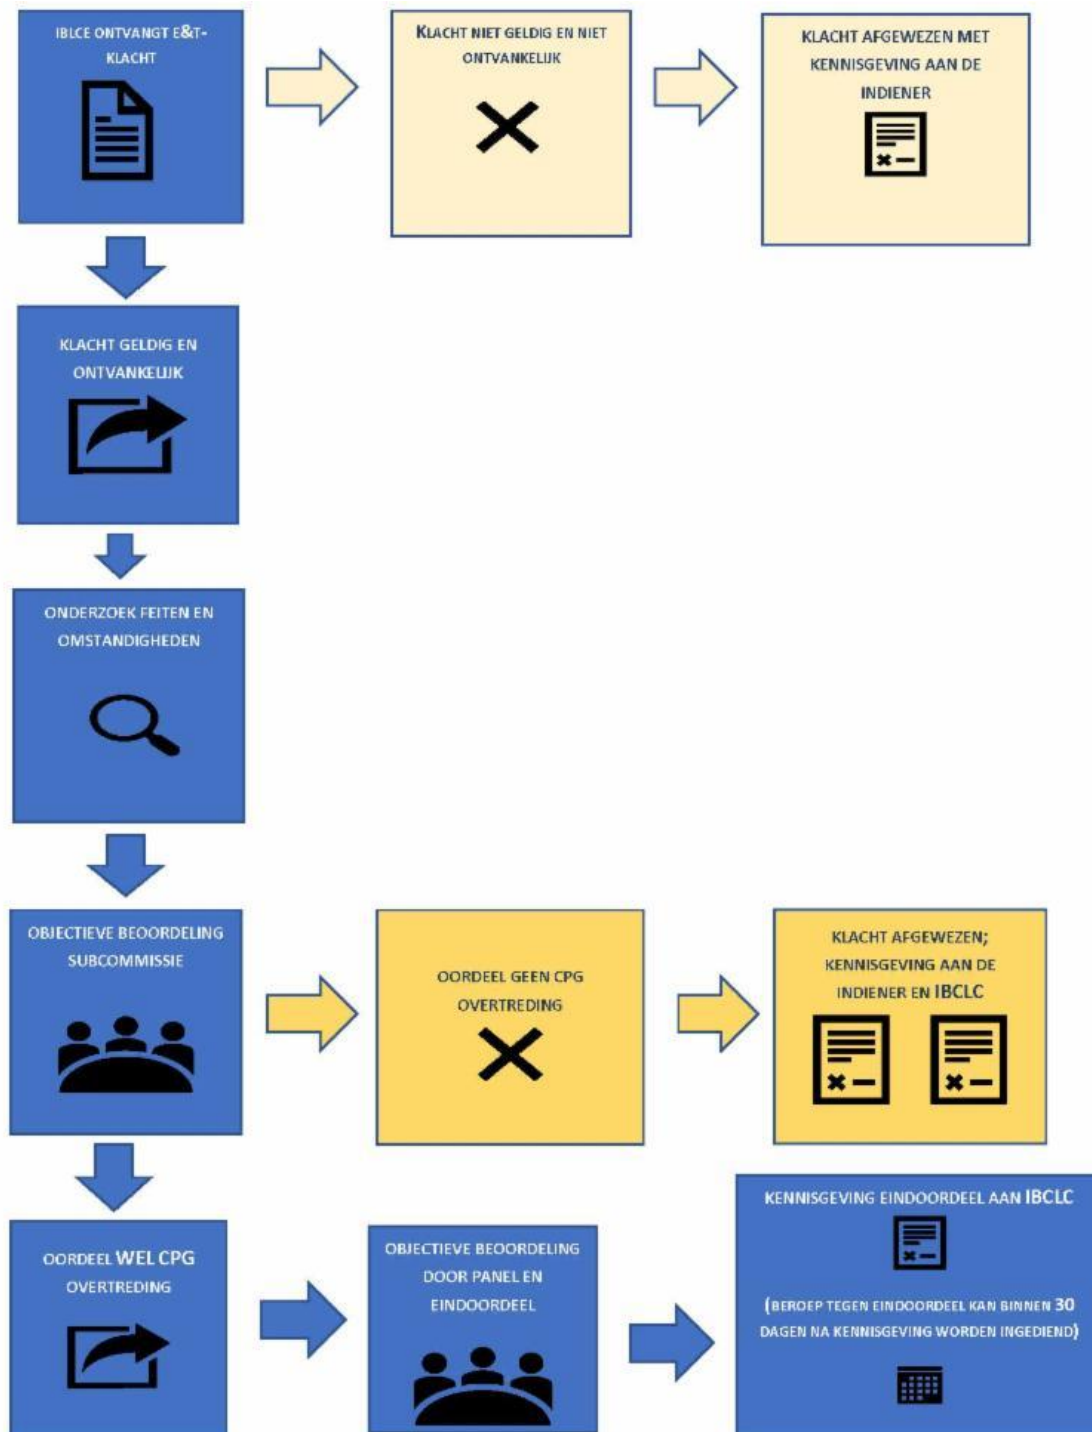 IBLCE ONTVANGT E&T-
KLACHT
KLACHT NIET GELDIG EN NIET
ONTVANKELIJK
KLACHT AFGEWEZEN MET
KENNISGEVING AAN DE
INDIENER
KLACHT GELDIG EN
ONTVANKELIJK
ONDERZOEK FEITEN EN
OMSTANDIGHEDEN
OBJECTIEVE BEOORDELING
SUBCOMMISSIE
OORDEEL GEEN CPG
OVERTREDING
KLACHT AFGEWEZEN;
KENNISGEVING AAN DE
INDIENER EN IBCLC
OORDEEL WEL CPG
OVERTREDING
OBJECTIEVE BEOORDELING
DOOR PANEL EN
EINDOORDEEL
KENNISGEVING EINDOORDEEL AAN IBCLC
(BEROEP TEGEN EINDOORDEEL KAN BINNEN 30
DAGEN NA KENNISGEVING WORDEN INGEDIEND)